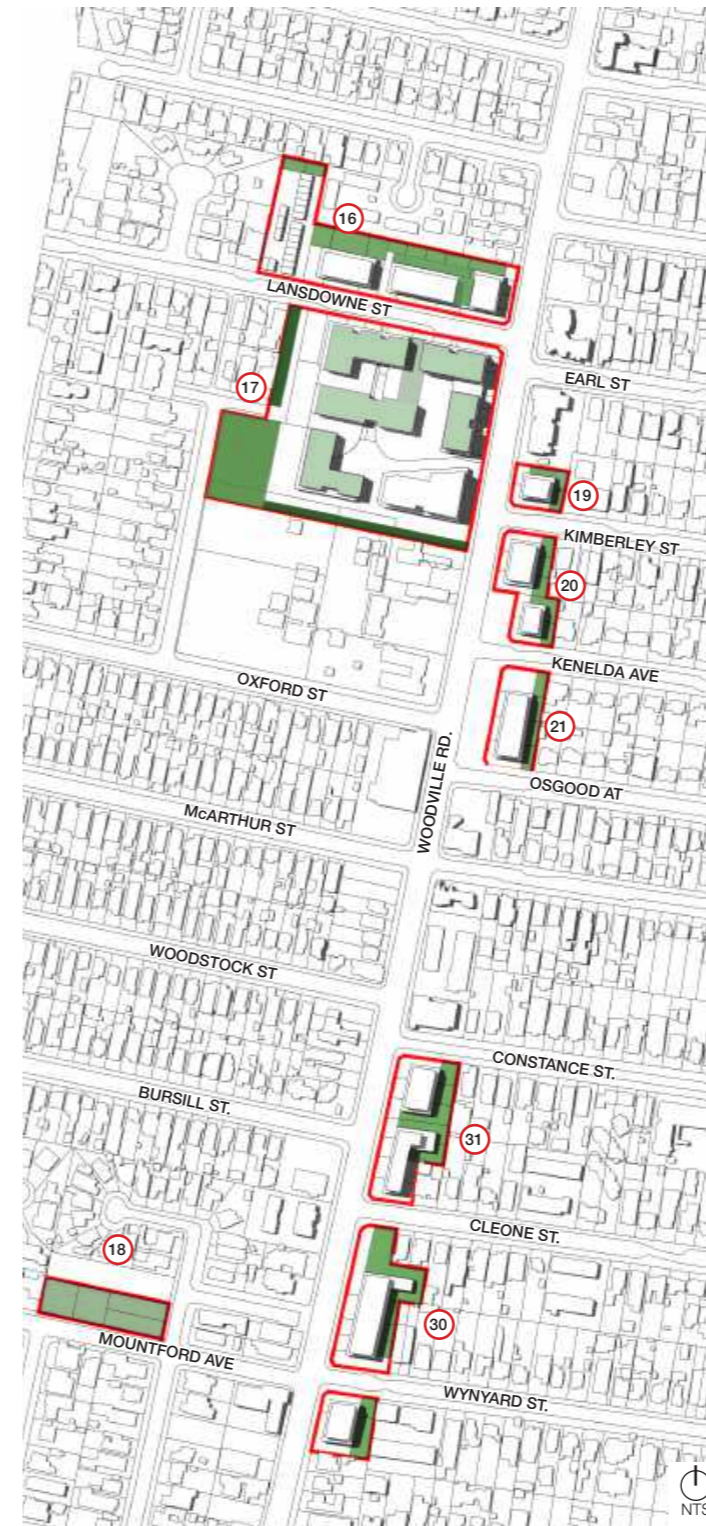 16
LANSDOWNE ST
EARL ST
17
19
KIMBERLEY ST
20
KENELDA AVE
OXFORD ST
21
WOODVILLE RD.
OSGOOD AT
McARTHUR ST
WOODSTOCK ST
CONSTANCE ST.
BURSILL ST.
31
CLEONE ST.
18
30
MOUNTFORD AVE
WYNYARD ST.
NTS